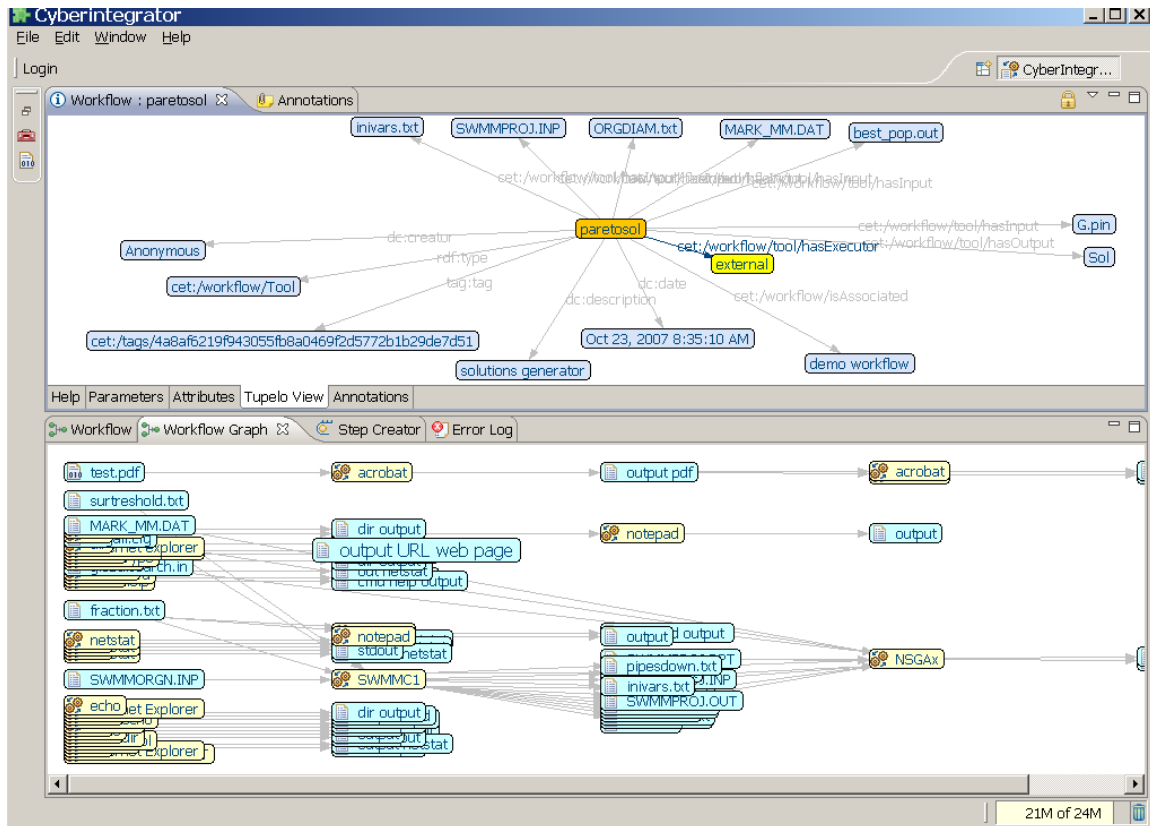 Cyberintegrator
File Edit Window Help
Login
CyberIntegr...
Workflow : paretosol
Annotations
inivars.txt
SWMMPROJ.INP
ORGDIAM.txt
MARK_MM.DAT
best_pop.out
cet:/workflow/tool/hasInput
paretosol
cet:/workflow/tool/hasInput
G.pin
dc:creator
cet:/workflow/tool/hasExecutor
cet:/workflow/tool/hasOutput
Anonymous
Sol
rdf:type
external
cet:/workflow/Tool
tag:tag
dc:date
dc:description
cet:/workflow/isAssociated
cet:/tags/4a8af6219f943055fb8a0469f2d5772b1b29de7d51
Oct 23, 2007 8:35:10 AM
solutions generator
demo workflow
Help Parameters Attributes Tupelo View Annotations
Workflow Workflow Graph Step Creator Error Log
test.pdf
acrobat
output pdf
acrobat
surtreshold.txt
MARK_MM.DAT
dir output
notepad
output
output URL web page
cmd help output
fraction.txt
netstat
notepad
output
stdout
pipesdown.txt
NSGAx
SWMMORGN.INP
SWMMC1
inivars.txt
SWMMPROJ.OUT
echo
dir output
21M of 24M